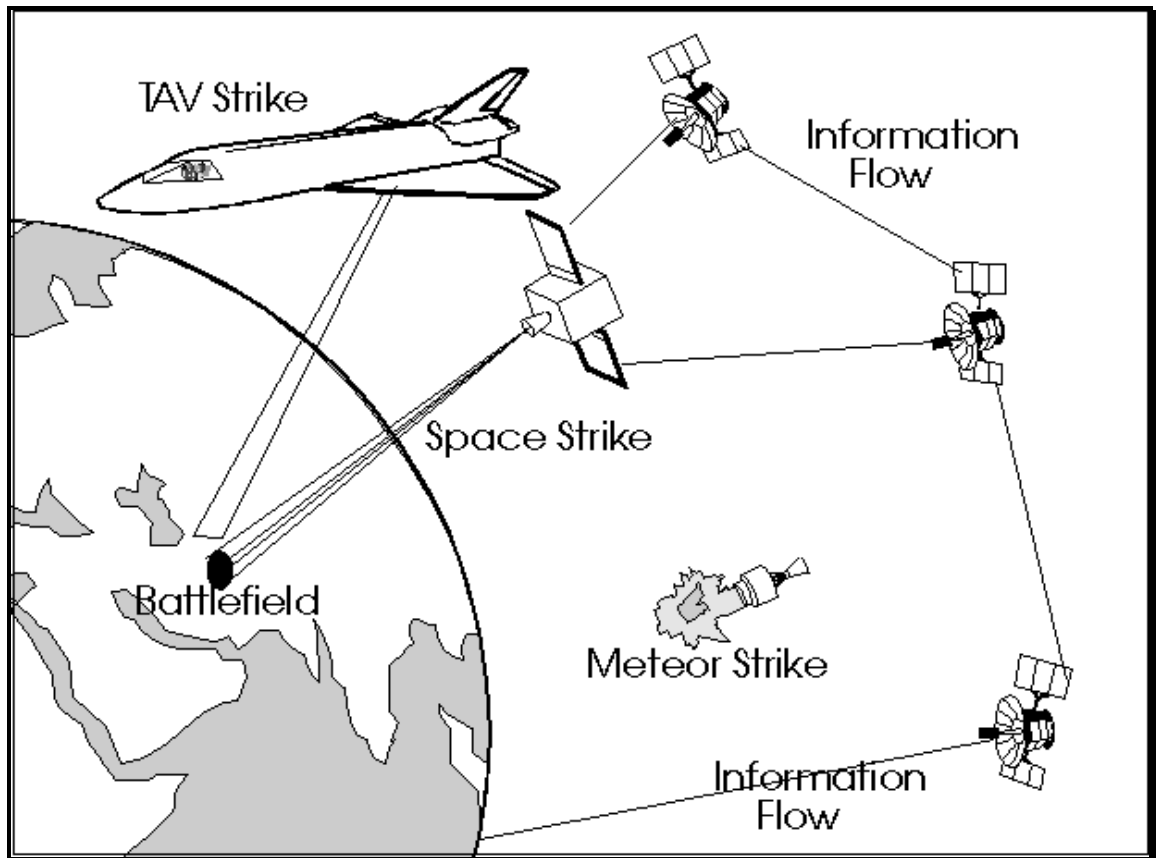 TAV Strike
Information
Flow
Space Strike
Battlefield
Meteor Strike
Information
Flow